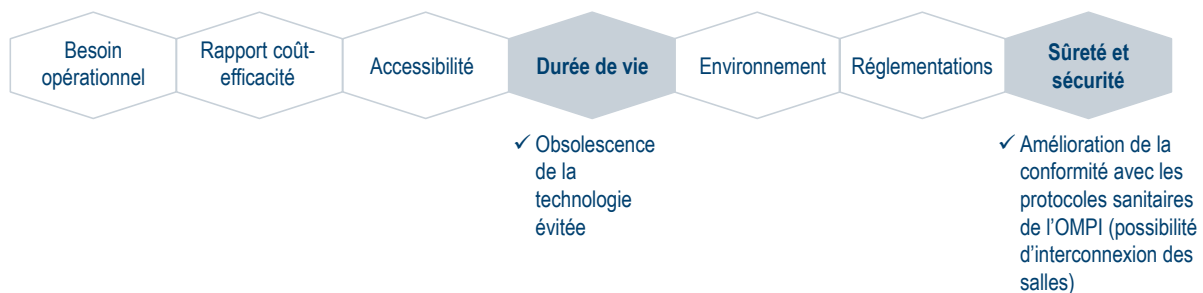 Besoin
opérationnel
Rapport coût-
efficacité
Accessibilité
Durée de vie
Environnement
Réglementations
Sûreté et
sécurité
✓ Obsolescence
de la
technologie
évitée
✓ Amélioration de la
conformité avec les
protocoles sanitaires
de l’OMPI (possibilité
d’interconnexion des
salles)